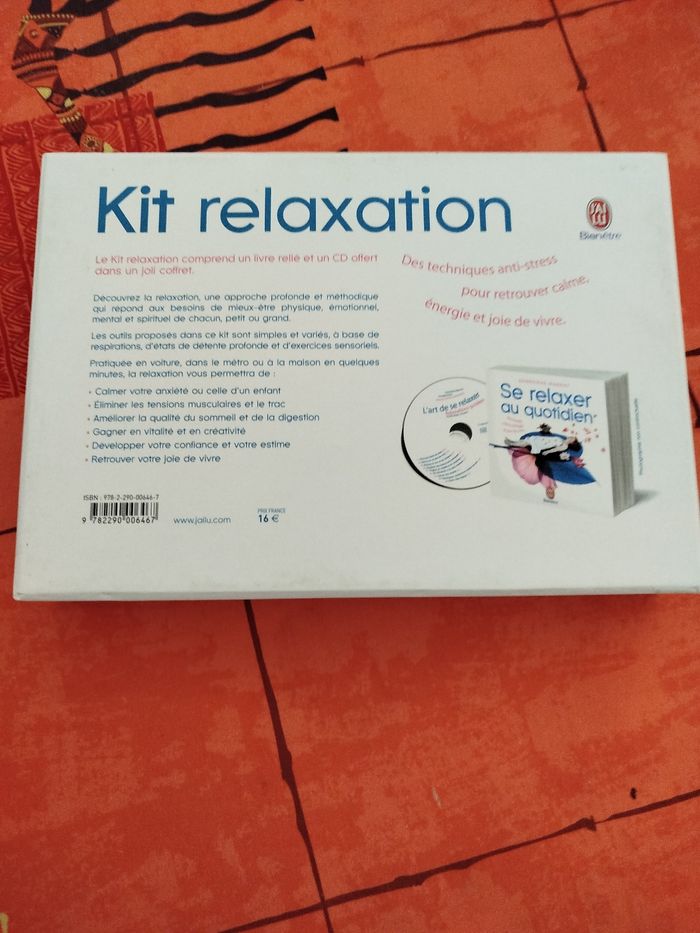 Kit relaxation
J'AI
LU
Bien être
Le Kit relaxation comprend un livre relié et un CD offert
dans un joli coffret.
Des techniques anti-stress
pour retrouver calme,
énergie et joie de vivre.
Découvrez la relaxation, une approche profonde et méthodique
qui répond aux besoins de mieux-être physique, émotionnel,
mental et spirituel de chacun, petit ou grand.
Les outils proposés dans ce kit sont simples et variés, à base de
respirations, d'états de détente profonde et d'exercices sensoriels.
Pratiquée en voiture, dans le métro ou à la maison en quelques
minutes, la relaxation vous permettra de :
• Calmer votre anxiété ou celle d'un enfant
• Éliminer les tensions musculaires et le trac
• Améliorer la qualité du sommeil et de la digestion
• Gagner en vitalité et en créativité
• Développer votre confiance et votre estime
• Retrouver votre joie de vivre
L'art de se relaxer
Se relaxer
au quotidien
Photographie non contractuelle
ISBN : 978-2-290-00646-7
9 782290 006467
www.jailu.com
PRIX FRANCE
16 €